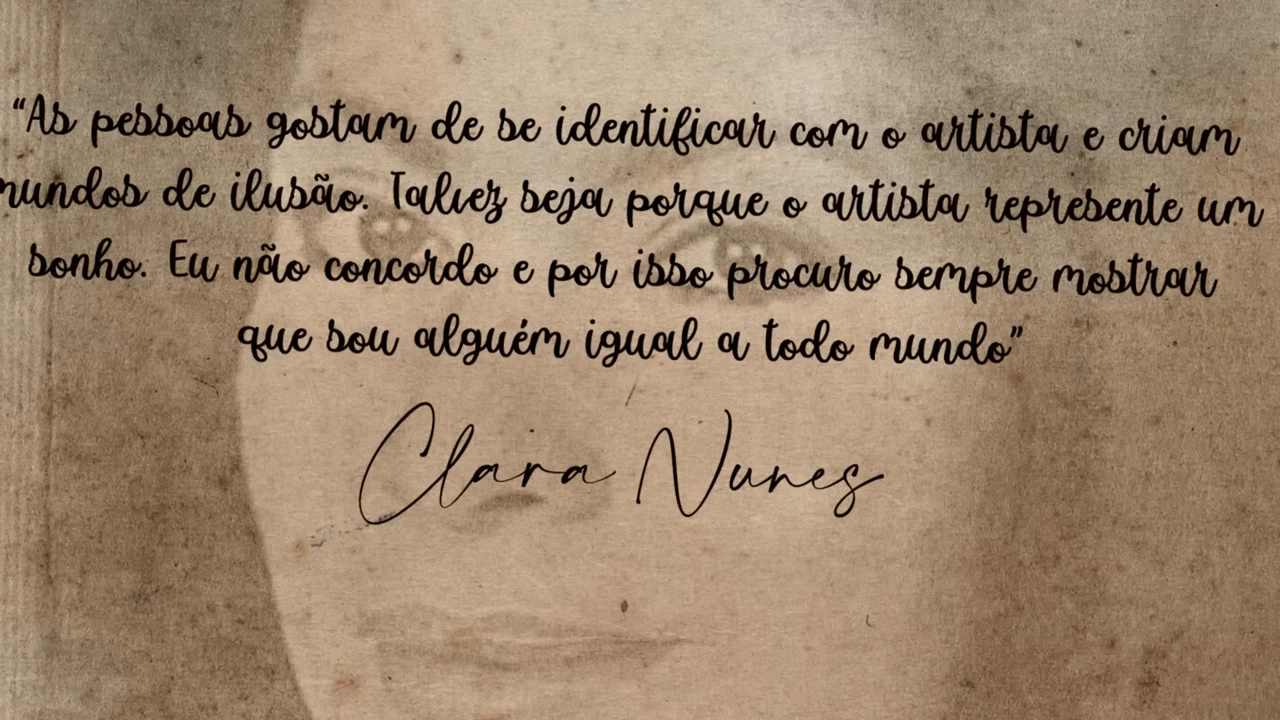 “As pessoas gostam de se identificar com o artista e criam
mundos de ilusão. Talvez seja porque o artista represente um
sonho. Eu não concordo e por isso procuro sempre mostrar
que sou alguém igual a todo mundo”
Clara Nunes